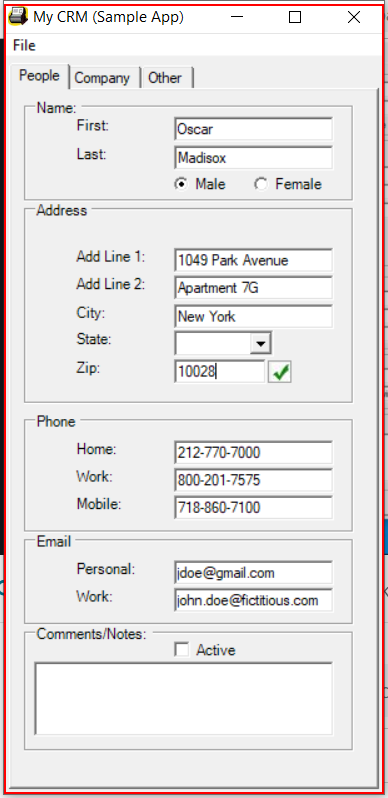 My CRM (Sample App)
File
People Company Other
Name:
First: Oscar
Last: Madisox
Male Female
Address
Add Line 1: 1049 Park Avenue
Add Line 2: Apartment 7G
City: New York
State:
Zip: 10028
Phone
Home: 212-770-7000
Work: 800-201-7575
Mobile: 718-860-7100
Email
Personal: jdoe@gmail.com
Work: john.doe@fictitious.com
Comments/Notes:
Active